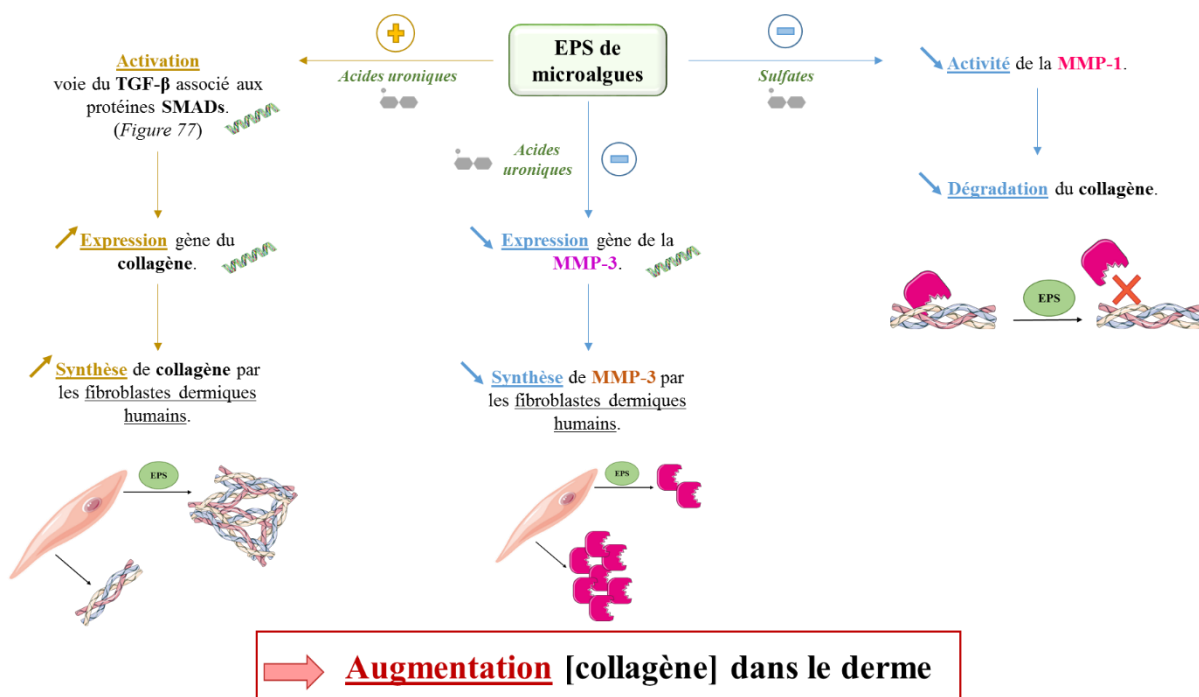 EPS de
microalgues
Activation
voie du TGF-β associé aux
protéines SMADs.
(Figure 77)
Acides uroniques
Expression gène du
collagène.
Synthèse de collagène par
les fibroblastes dermiques
humains.
EPS
Acides
uroniques
Expression gène de la
MMP-3.
Synthèse de MMP-3 par
les fibroblastes dermiques
humains.
EPS
Sulfates
Activité de la MMP-1.
Dégradation du collagène.
EPS
Augmentation [collagène] dans le derme